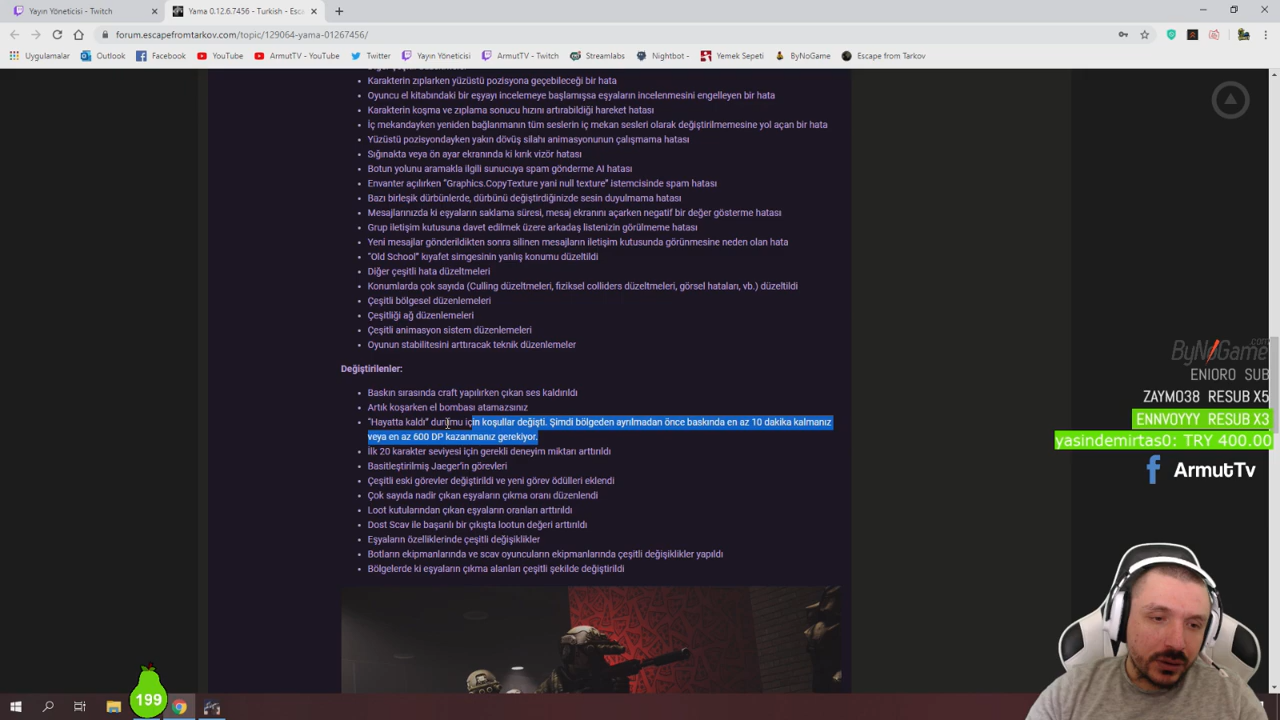 Yayın Yöneticisi - Twitch
Yama 0.12.6.7456 - Turkish - Esc
forum.escapefromtarkov.com/topic/129064-yama-01267456/
Uygulamalar Outlook Facebook YouTube ArmutTV - YouTube Twitter Yayın Yöneticisi ArmutTV - Twitch Streamlabs Nightbot - Yemek Sepeti ByNoGame Escape from Tarkov
Karakterin zıplarken yüzüstü pozisyona geçebileceği bir hata
Oyuncu el kitabındaki bir eşyayı incelemeye başlamışsa eşyaların incelenmesini engelleyen bir hata
Karakterin koşma ve zıplama sonucu hızını artırabildiği hareket hatası
İç mekandayken yeniden bağlanmanın tüm seslerin iç mekan sesleri olarak değiştirilmemesine yol açan bir hata
Yüzüstü pozisyondayken yakın dövüş silahı animasyonunun çalışmama hatası
Sığınakta veya ön ayar ekranında ki kırık vizör hatası
Botun yolunu aramakla ilgili sunucuya spam gönderme AI hatası
Envanter açılırken "Graphics.CopyTexture yani null texture" istemcisinde spam hatası
Bazı birleşik dürbünlerde, dürbünü değiştirdiğinizde sesin duyulmama hatası
Mesajlarınızda ki eşyaların saklama süresi, mesaj ekranını açarken negatif bir değer gösterme hatası
Grup iletişim kutusuna davet edilmek üzere arkadaş listenizin görülmeme hatası
Yeni mesajlar gönderildikten sonra silinen mesajların iletişim kutusunda görünmesine neden olan hata
"Old School" kıyafet simgesinin yanlış konumu düzeltildi
Diğer çeşitli hata düzeltmeleri
Konumlarda çok sayıda (Culling düzeltmeleri, fiziksel colliders düzeltmeleri, görsel hataları, vb.) düzeltildi
Çeşitli bölgesel düzenlemeleri
Çeşitliği ağ düzenlemeleri
Çeşitli animasyon sistem düzenlemeleri
Oyunun stabilitesini arttıracak teknik düzenlemeler
Değiştirilenler:
Baskın sırasında craft yapılırken çıkan ses kaldırıldı
Artık koşarken el bombası atamazsınız
"Hayatta kaldı" durumu için koşullar değişti. Şimdi bölgeden ayrılmadan önce baskında en az 10 dakika kalmanız
veya en az 600 DP kazanmanız gerekiyor.
İlk 20 karakter seviyesi için gerekli deneyim miktarı arttırıldı
Basitleştirilmiş Jaeger'in görevleri
Çeşitli eski görevler değiştirildi ve yeni görev ödülleri eklendi
Çok sayıda nadir çıkan eşyaların çıkma oranı düzenlendi
Loot kutularından çıkan eşyaların oranları arttırıldı
Dost Scav ile başarılı bir çıkışta lootun değeri arttırıldı
Eşyaların özelliklerinde çeşitli değişiklikler
Botların ekipmanlarında ve scav oyuncuların ekipmanlarında çeşitli değişiklikler yapıldı
Bölgelerde ki eşyaların çıkma alanları çeşitli şekilde değiştirildi
ByNoGame.com
ENIORO SUB
ZAYMO38 RESUB X5
ENNVOYYY RESUB X3
yasindemirtas0: TRY 400.00
ArmutTv
199